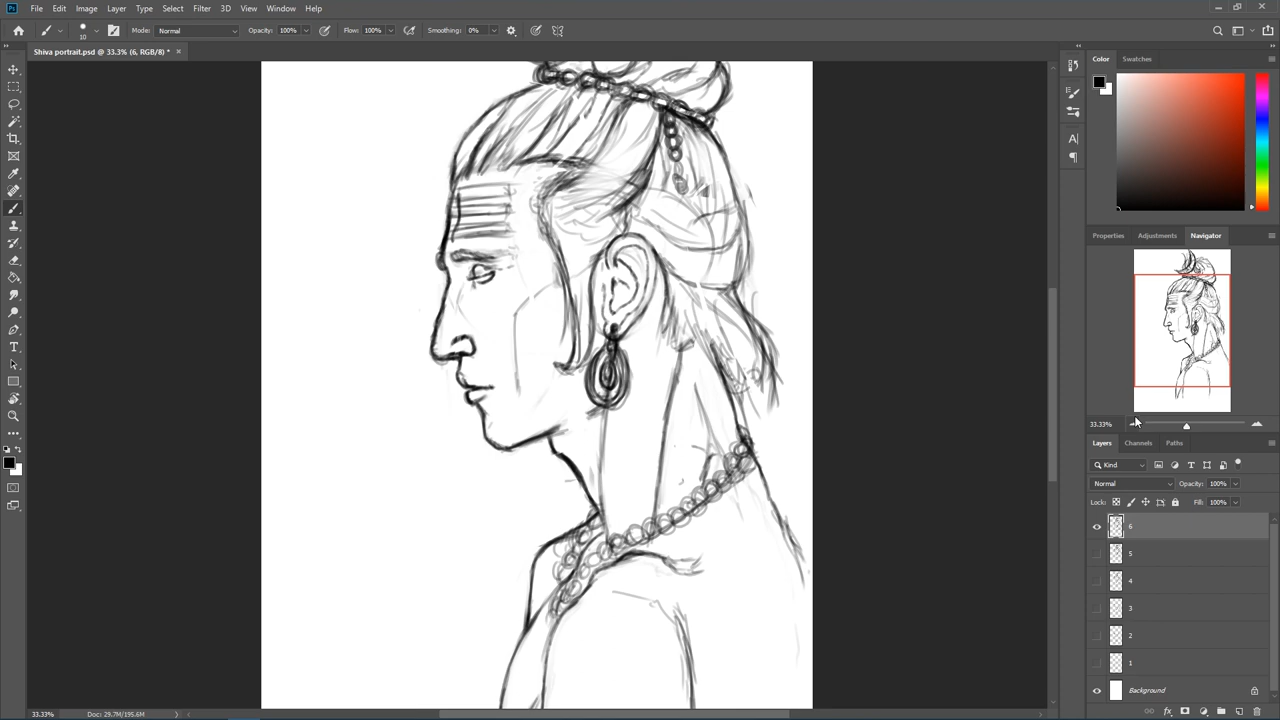 Ps File Edit Image Layer Type Select Filter 3D View Window Help
10 Mode: Normal Opacity: 100% Flow: 100% Smoothing: 0%
Shiva portrait.psd @ 33.3% (6, RGB/8) *
Color Swatches
Properties Adjustments Navigator
33.33%
Layers Channels Paths
Kind
Normal Opacity: 100%
Lock: Fill: 100%
6
5
4
3
2
1
Background
33.33% Doc: 29.7M/195.6M